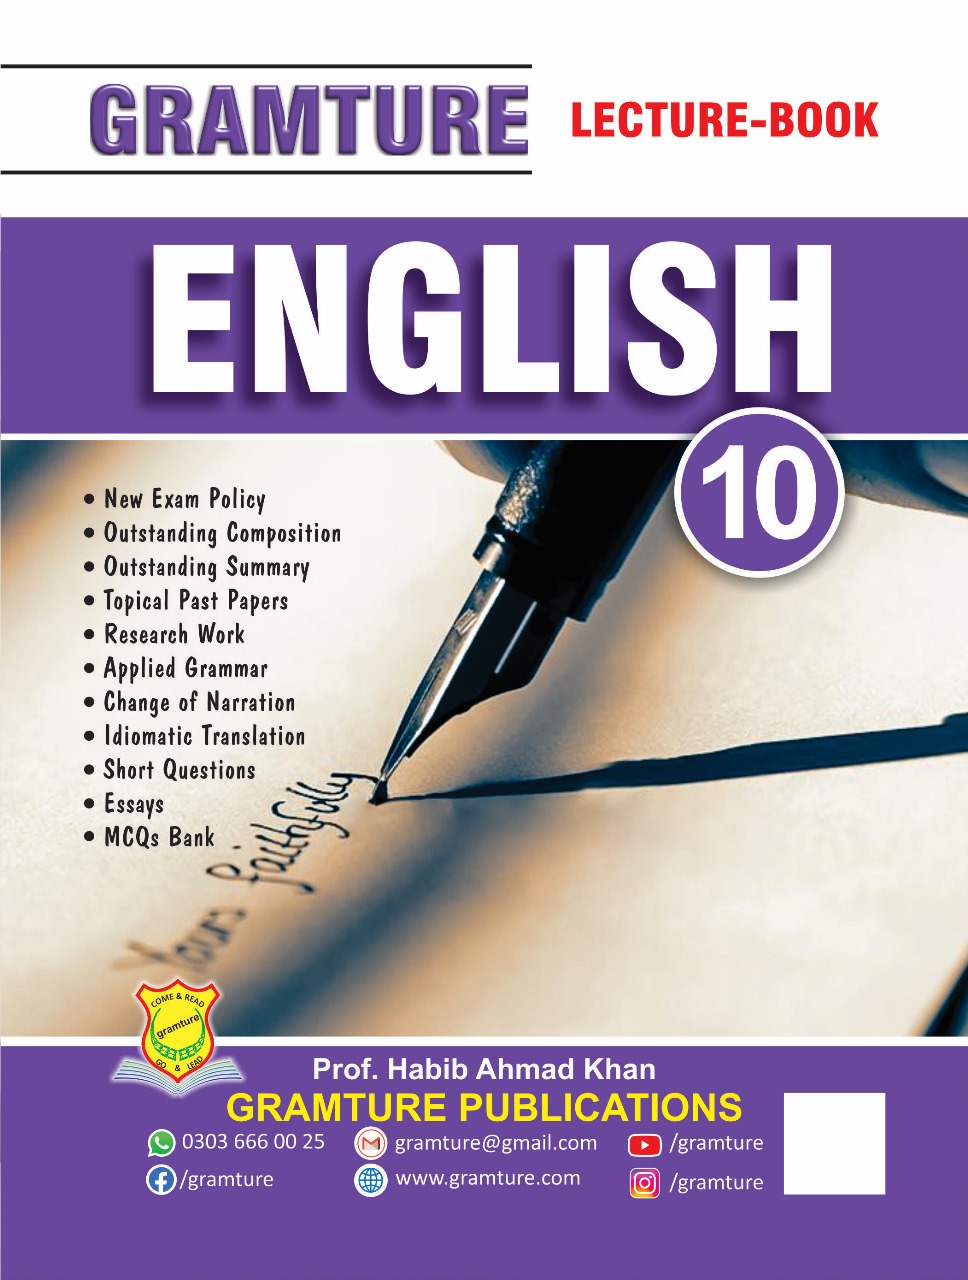 GRAMTURE
LECTURE-BOOK
ENGLISH
10
• New Exam Policy
• Outstanding Composition
• Outstanding Summary
• Topical Past Papers
• Research Work
• Applied Grammar
• Change of Narration
• Idiomatic Translation
• Short Questions
• Essays
• MCQs Bank
Yours faithfully
COME & READ
gramture
GO & LEAD
Prof. Habib Ahmad Khan
GRAMTURE PUBLICATIONS
0303 666 00 25
gramture@gmail.com
/gramture
/gramture
www.gramture.com
/gramture